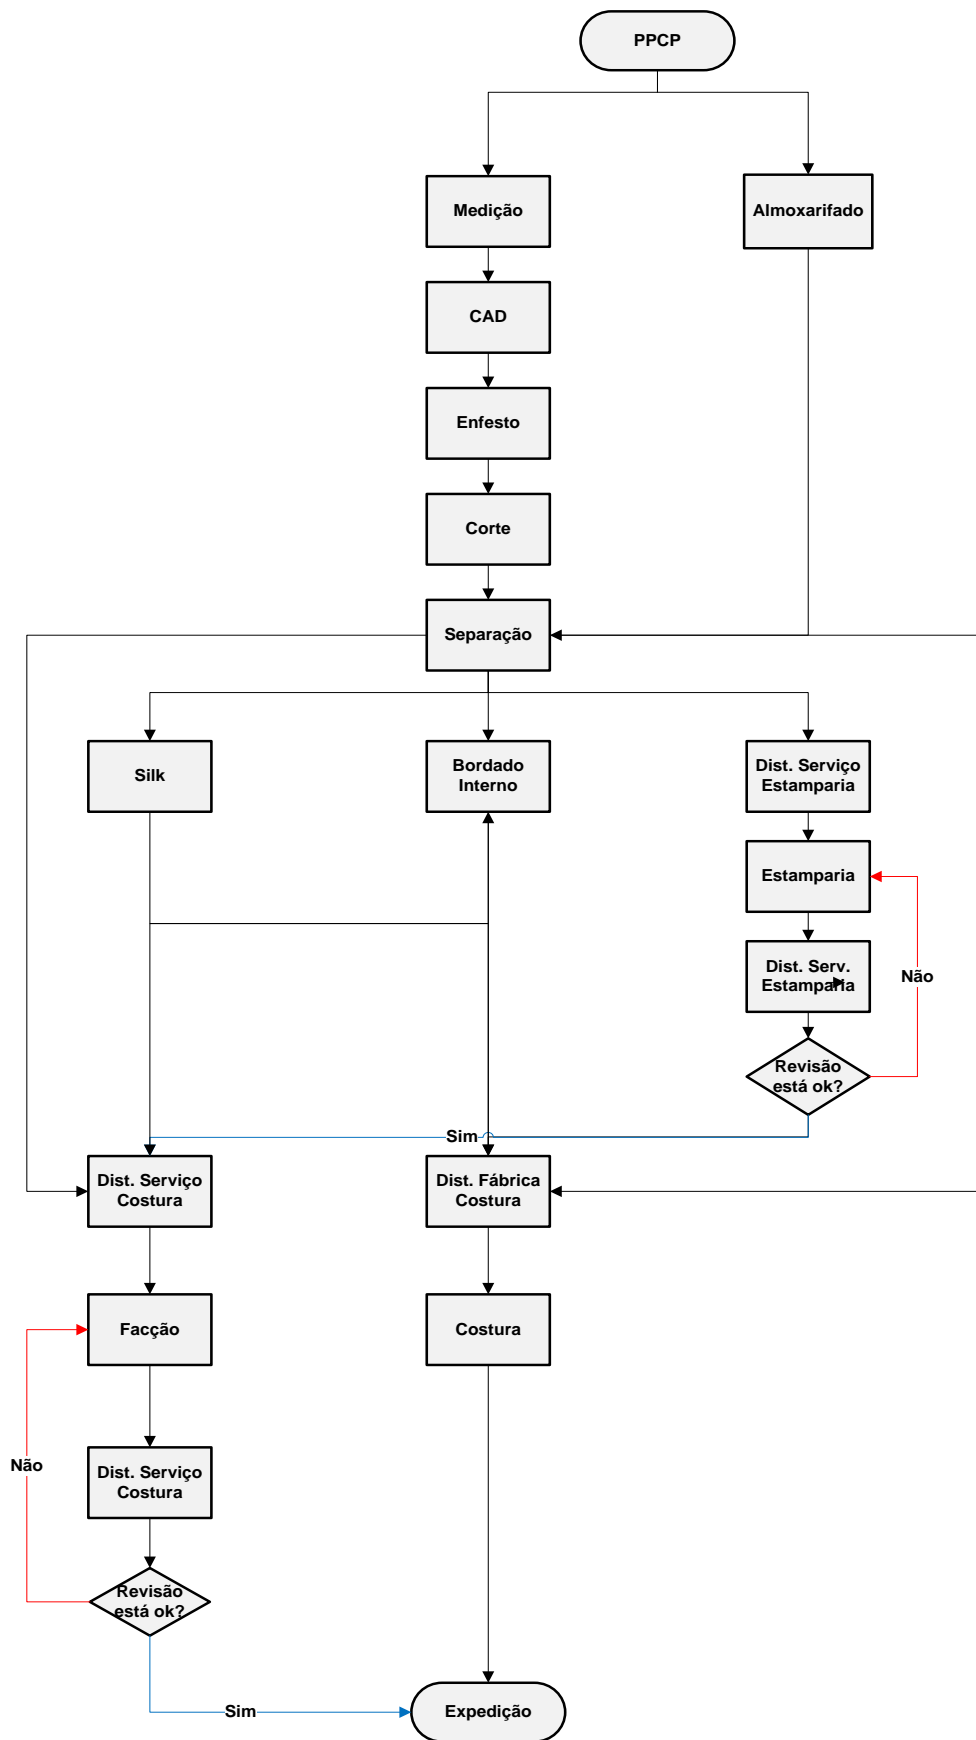 PPCP
Medição
Almoxarifado
CAD
Enfesto
Corte
Separação
Silk
Bordado
Interno
Dist. Serviço
Estamparia
Estamparia
Dist. Serv.
Estamparia
Não
Revisão
está ok?
Sim
Dist. Serviço
Costura
Dist. Fábrica
Costura
Facção
Costura
Não
Dist. Serviço
Costura
Revisão
está ok?
Sim
Expedição